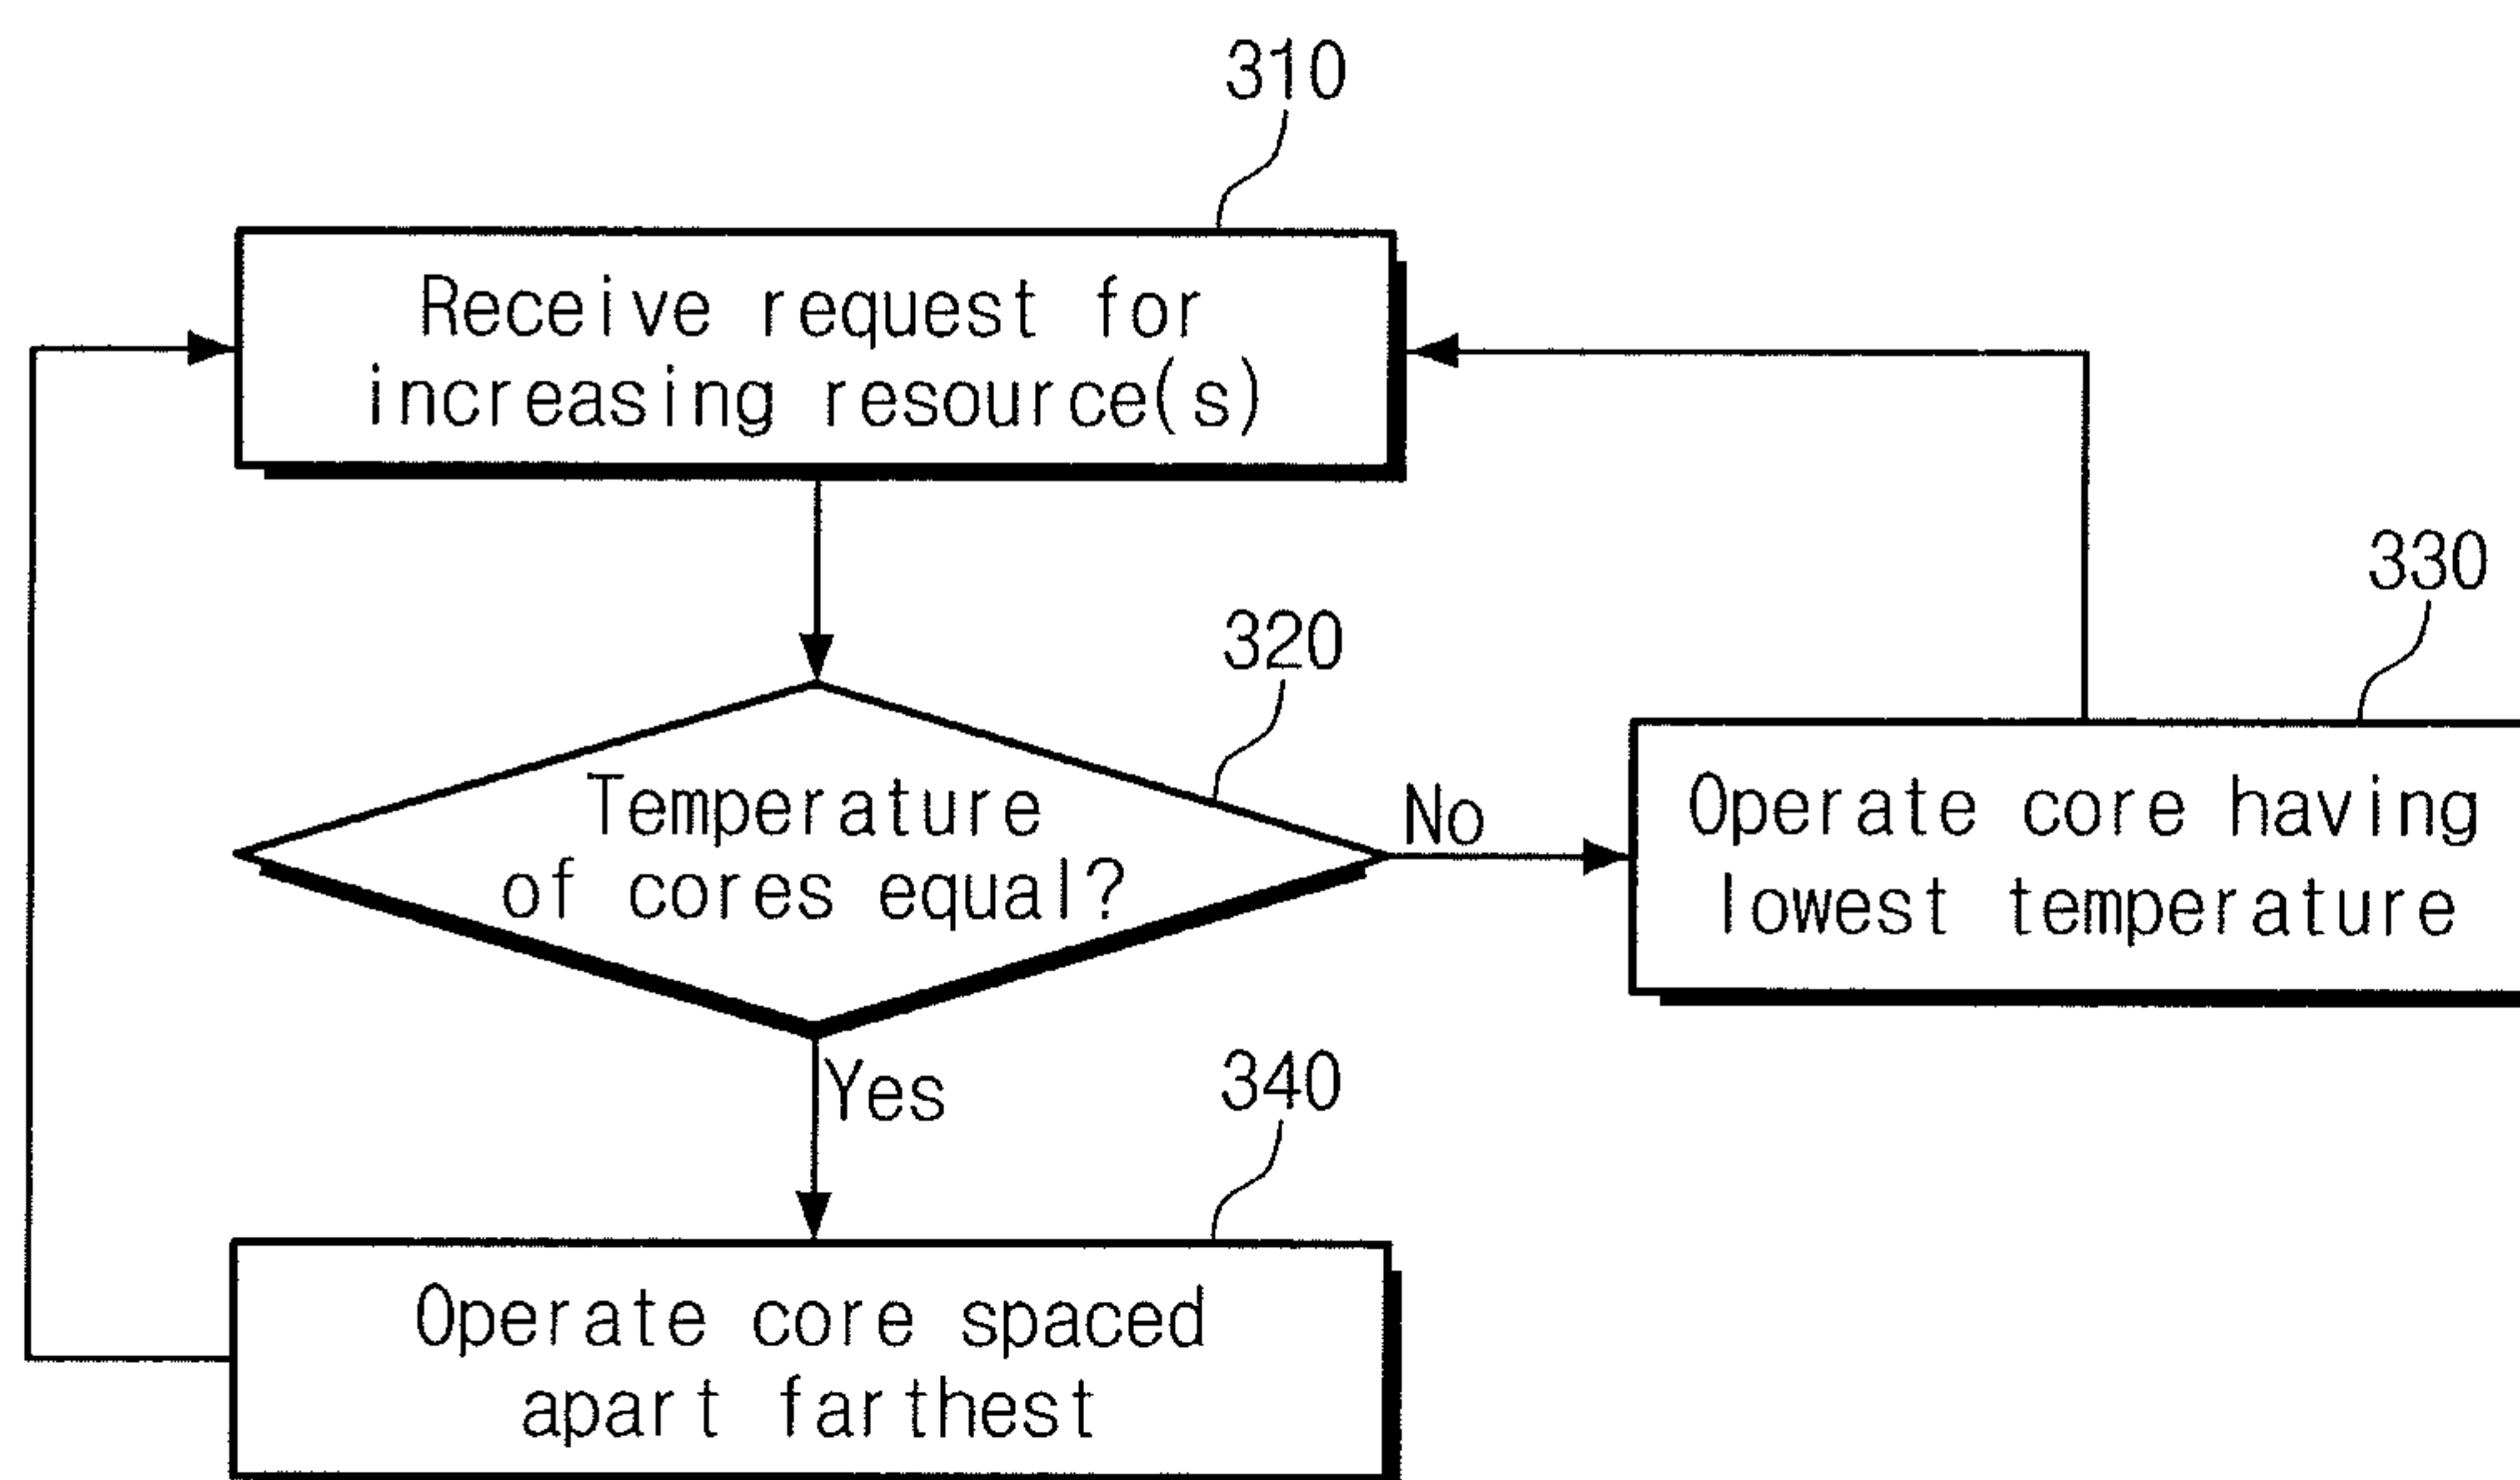 310
Receive request for
increasing resource(s)
320
Temperature
of cores equal?
No
330
Operate core having
lowest temperature
Yes
340
Operate core spaced
apart farthest